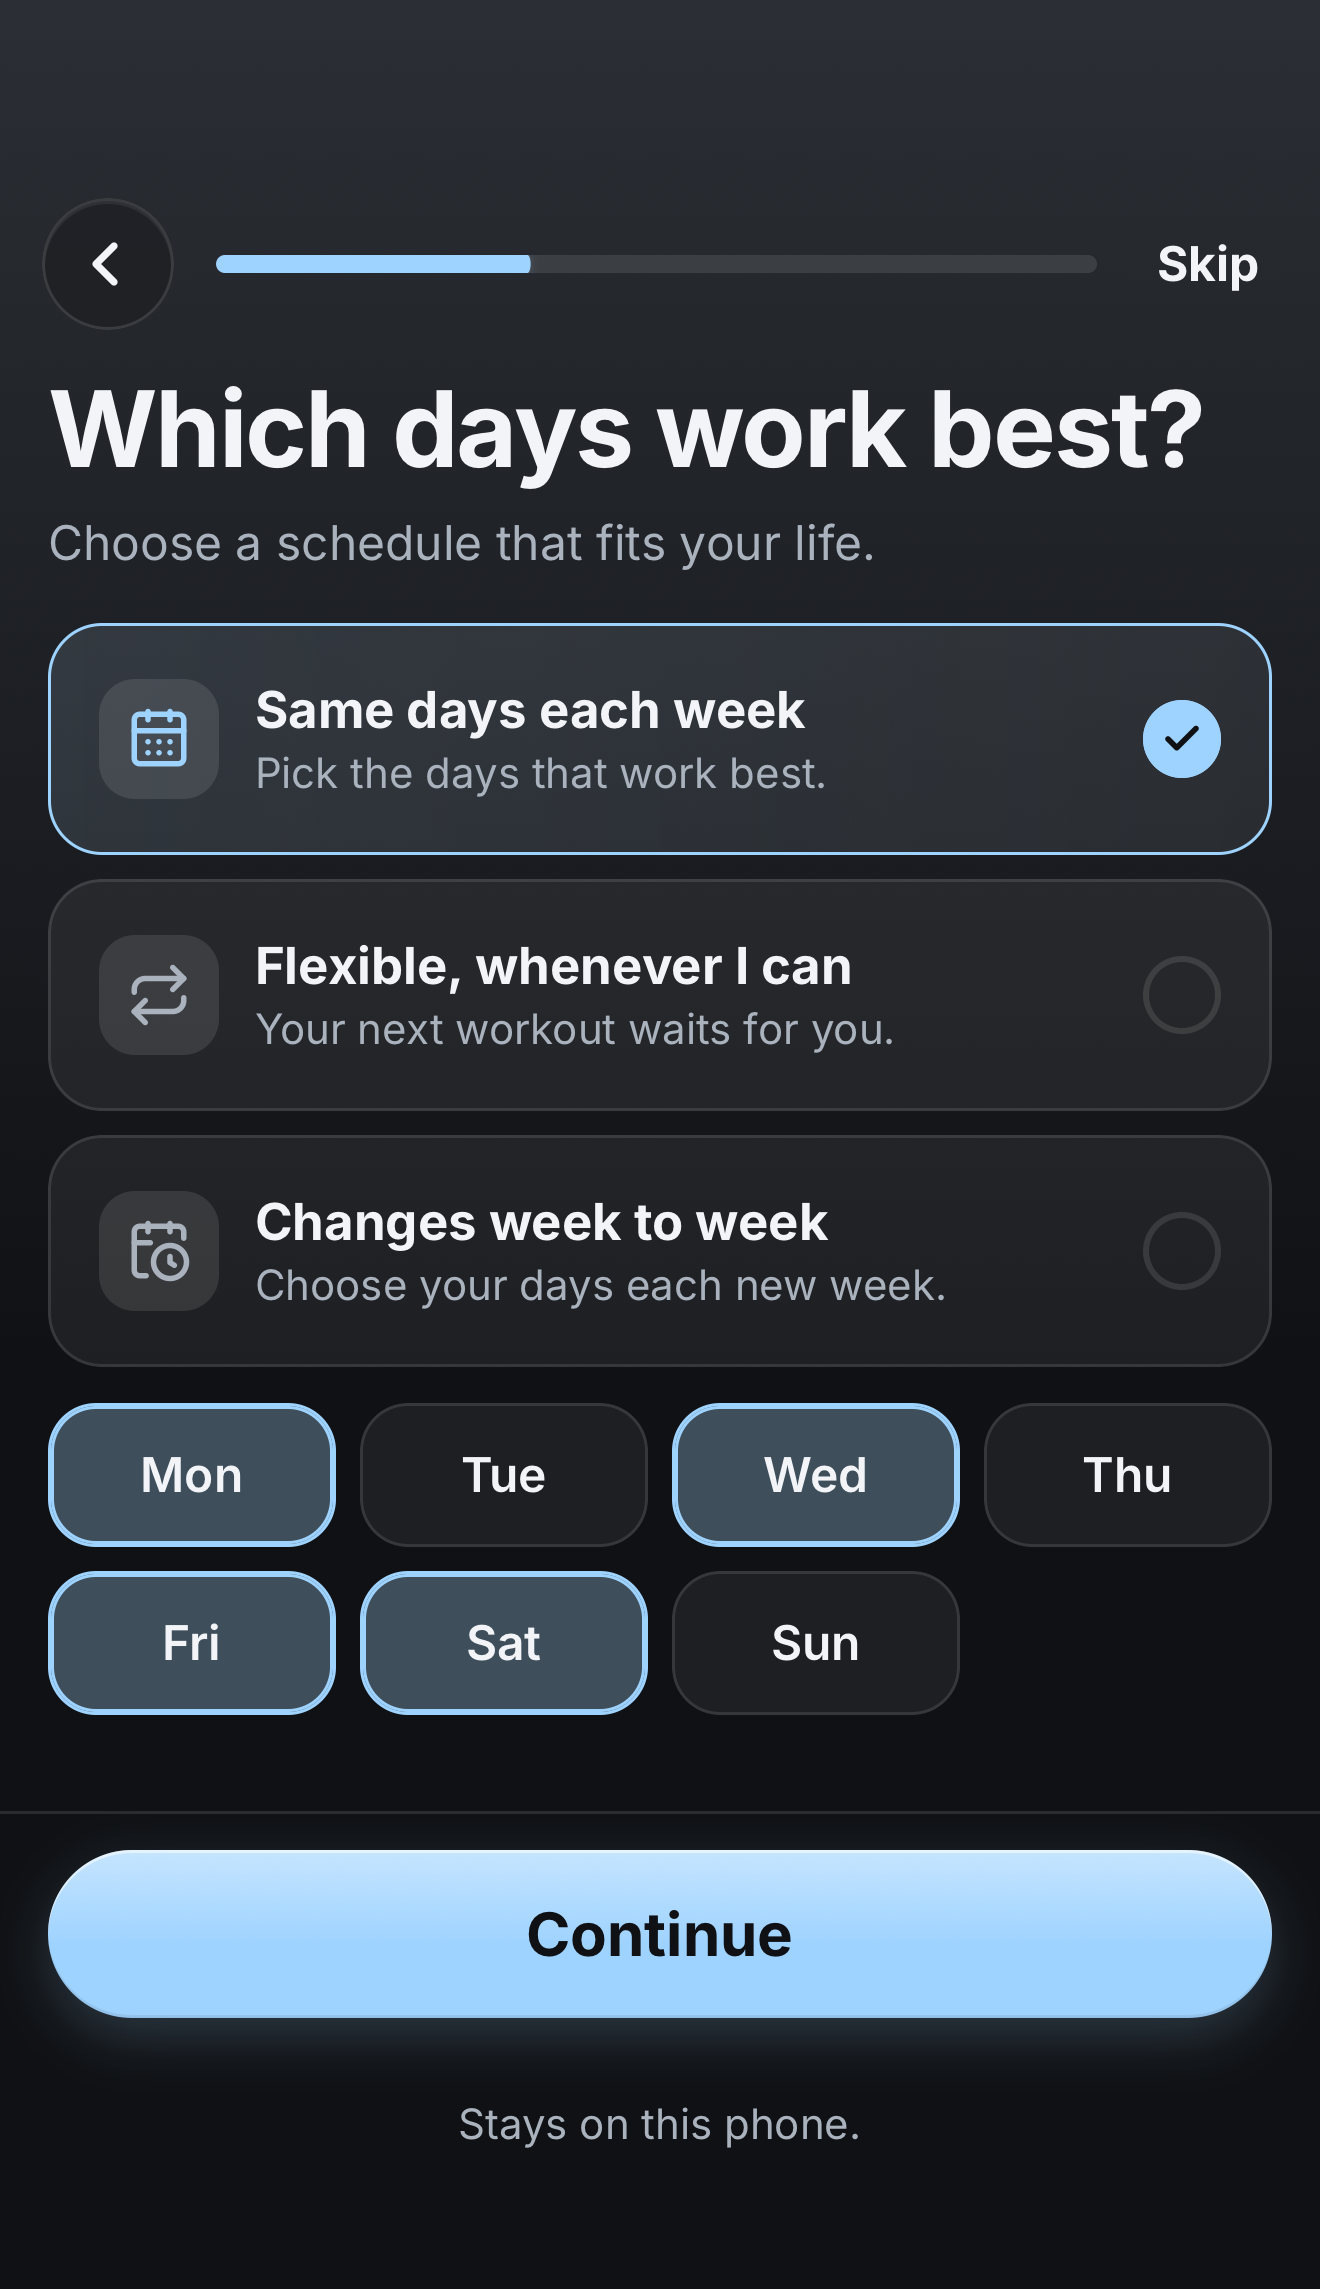 Skip
Which days work best?
Choose a schedule that fits your life.
Same days each week
Pick the days that work best.
Flexible, whenever I can
Your next workout waits for you.
Changes week to week
Choose your days each new week.
Mon Tue Wed Thu
Fri Sat Sun
Continue
Stays on this phone.